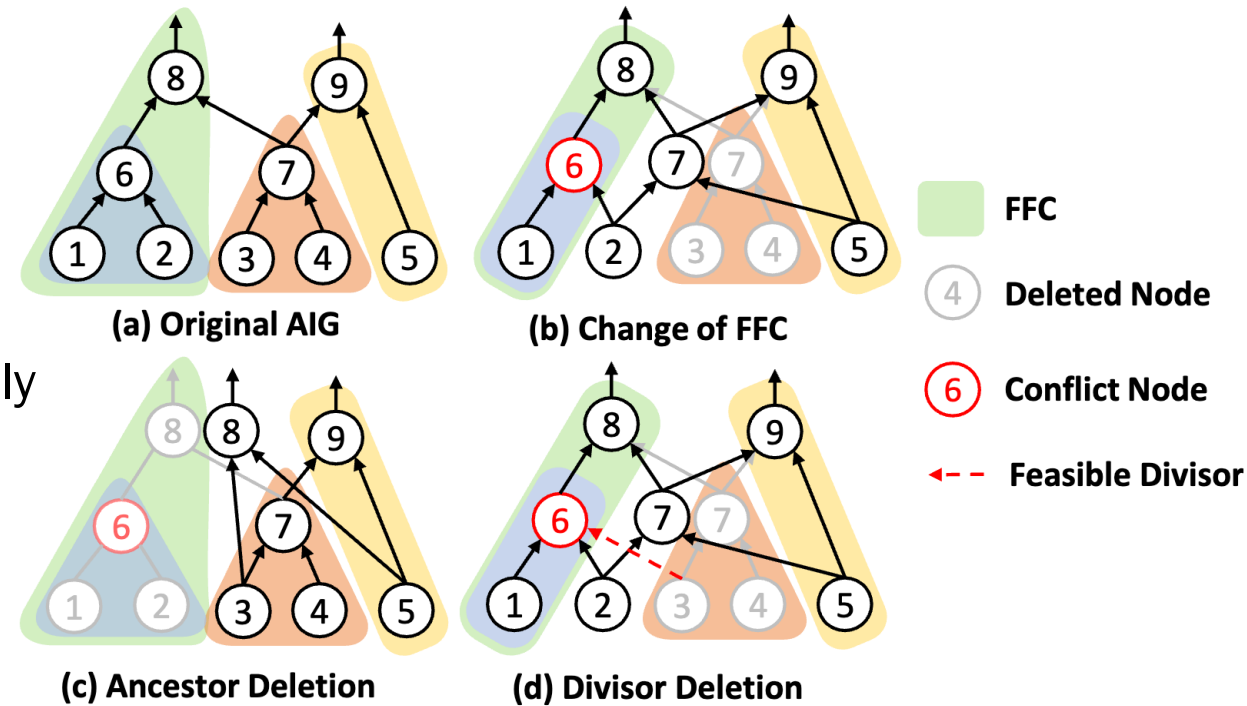 8 9
6 7
1 2 3 4 5
(a) Original AIG
8 9
6 7 7
1 2 3 4 5
(b) Change of FFC
FFC
4 Deleted Node
6 Conflict Node
Feasible Divisor
ly
8 8 9
6 7
1 2 3 4 5
(c) Ancestor Deletion
8 9
6 7 7
1 2 3 4 5
(d) Divisor Deletion